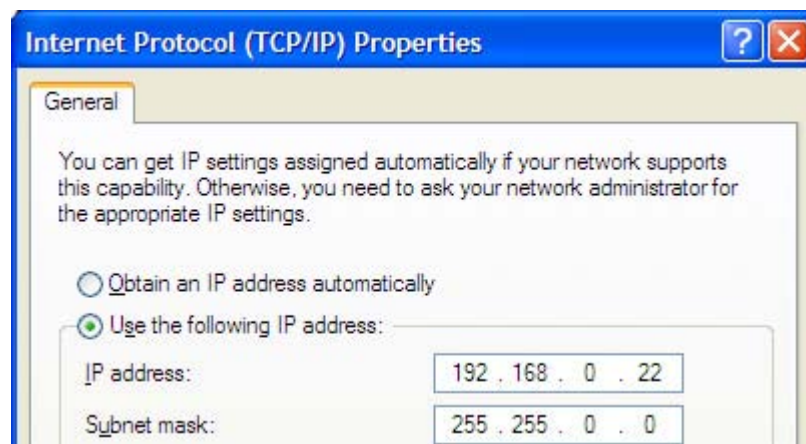 Internet Protocol (TCP/IP) Properties
General
You can get IP settings assigned automatically if your network supports
this capability. Otherwise, you need to ask your network administrator for
the appropriate IP settings.
Obtain an IP address automatically
Use the following IP address:
IP address: 192 . 168 . 0 . 22
Subnet mask: 255 . 255 . 0 . 0